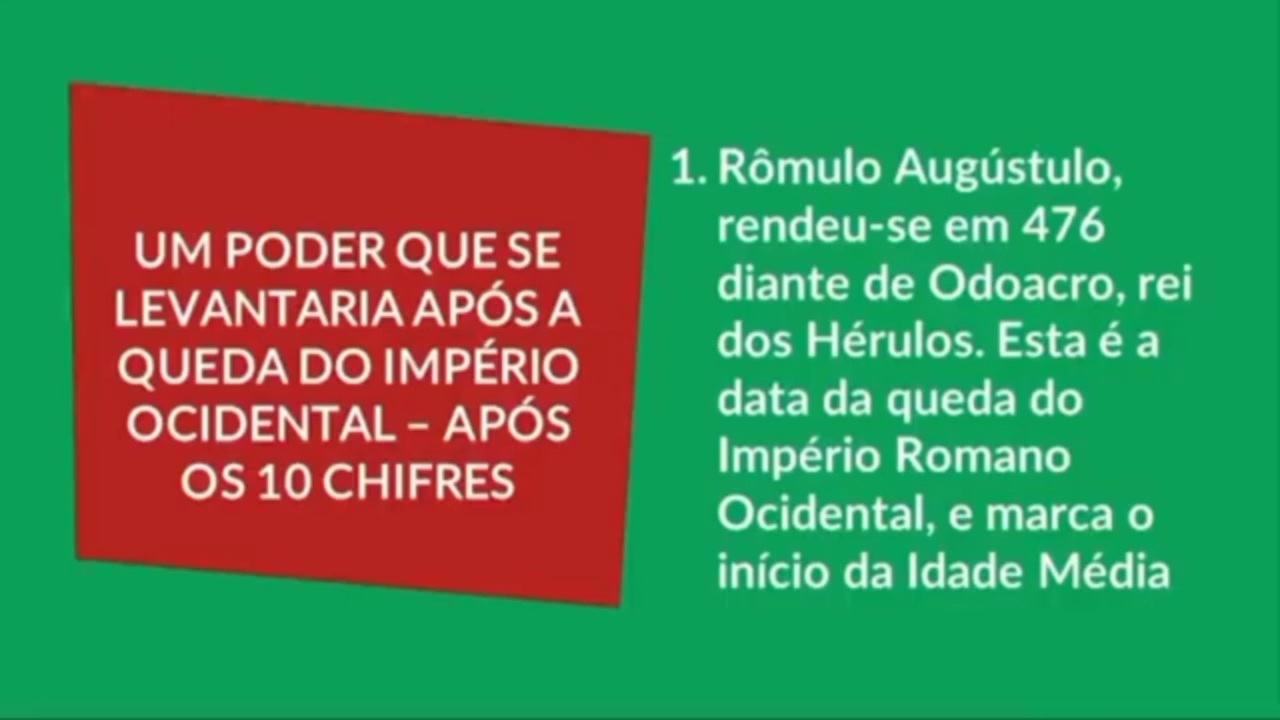 UM PODER QUE SE
LEVANTARIA APÓS A
QUEDA DO IMPÉRIO
OCIDENTAL – APÓS
OS 10 CHIFRES
1. Rômulo Augústulo,
rendeu-se em 476
diante de Odoacro, rei
dos Hérulos. Esta é a
data da queda do
Império Romano
Ocidental, e marca o
início da Idade Média